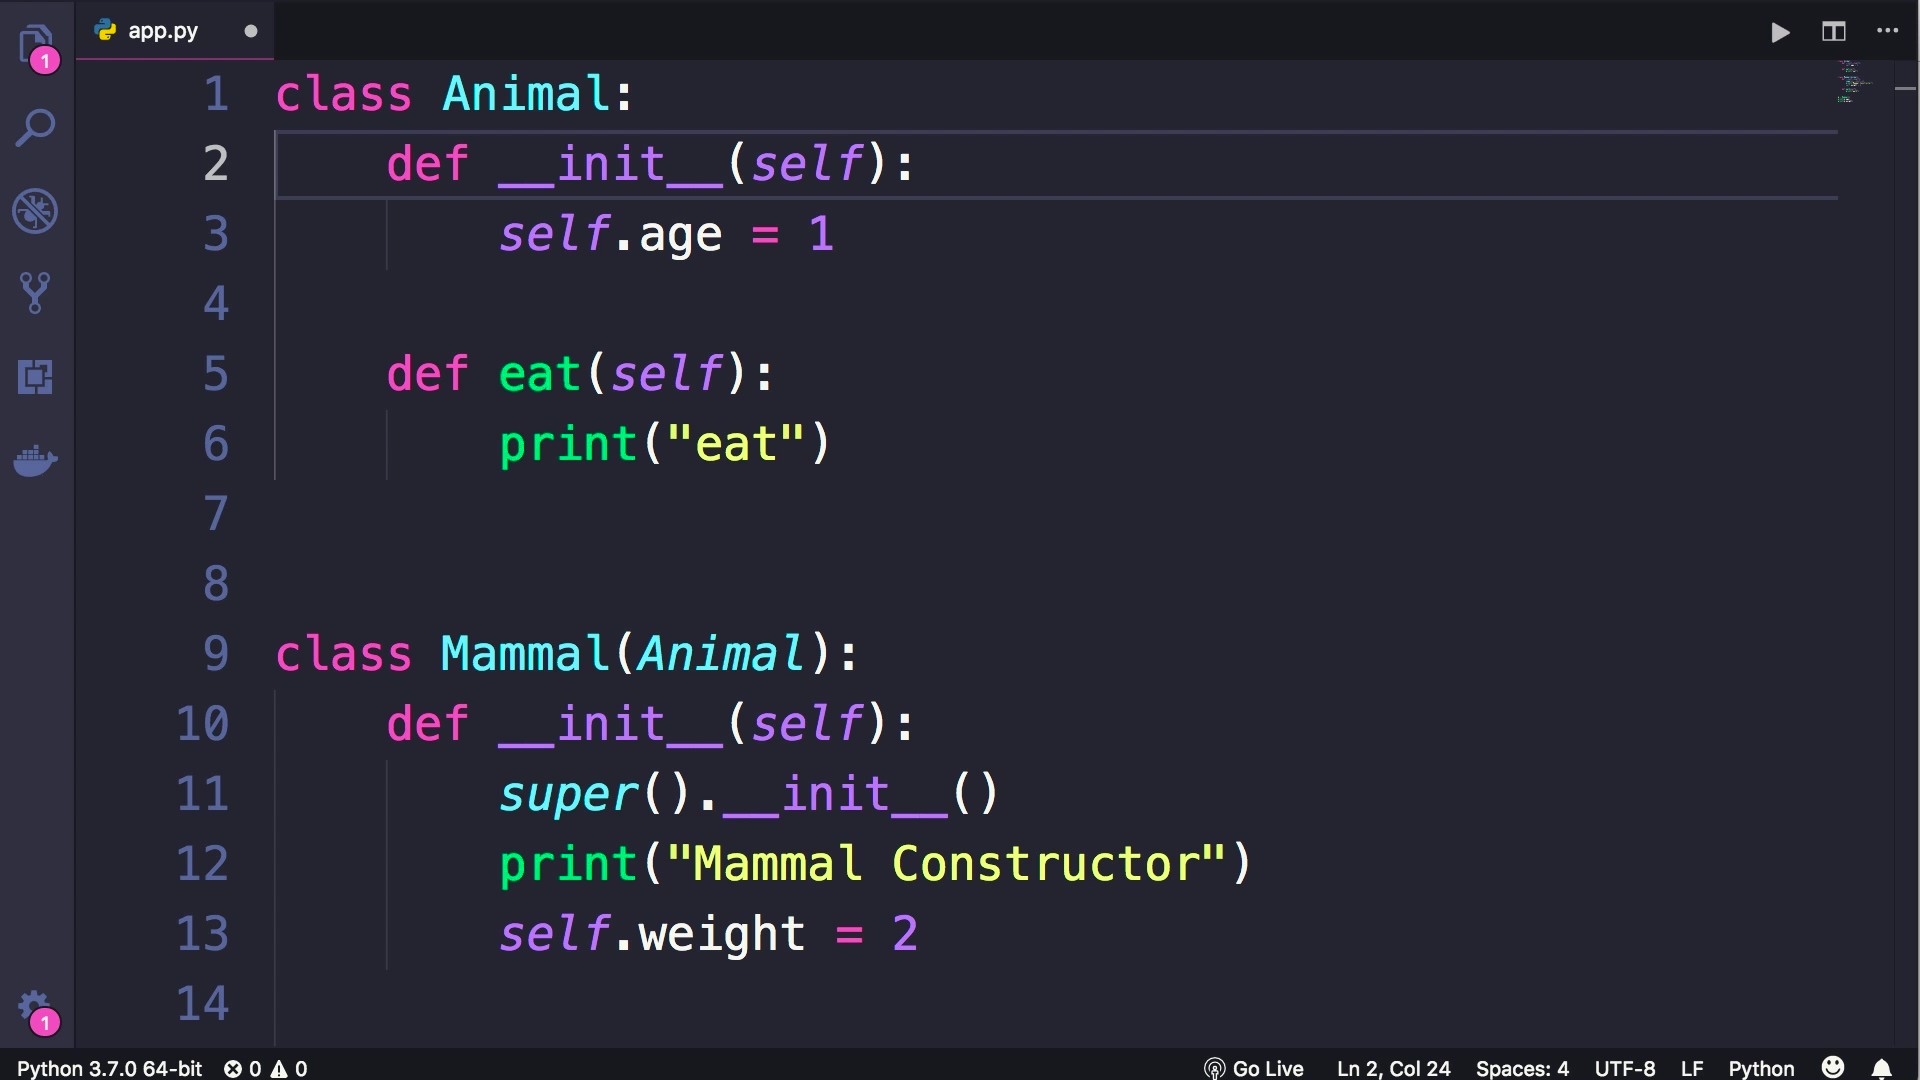 1
app.py
1 class Animal:
2     def __init__(self):
3         self.age = 1
4
5     def eat(self):
6         print("eat")
7
8
9 class Mammal(Animal):
10     def __init__(self):
11         super().__init__()
12         print("Mammal Constructor")
13         self.weight = 2
14
1
Python 3.7.0 64-bit 0 0 Go Live Ln 2, Col 24 Spaces: 4 UTF-8 LF Python